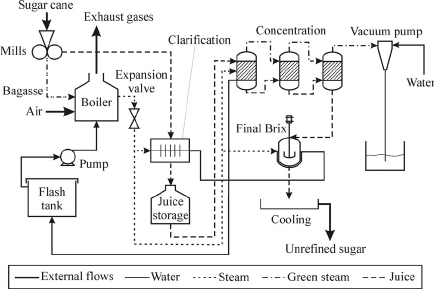 Sugar cane
Exhaust gases
Mills
Clarification
Concentration
Vacuum pump
Bagasse
Boiler
Expansion
valve
Water
Air
Final Brix
Pump
Flash
tank
Juice
storage
Cooling
Unrefined sugar
External flows
Water
Steam
Green steam
Juice